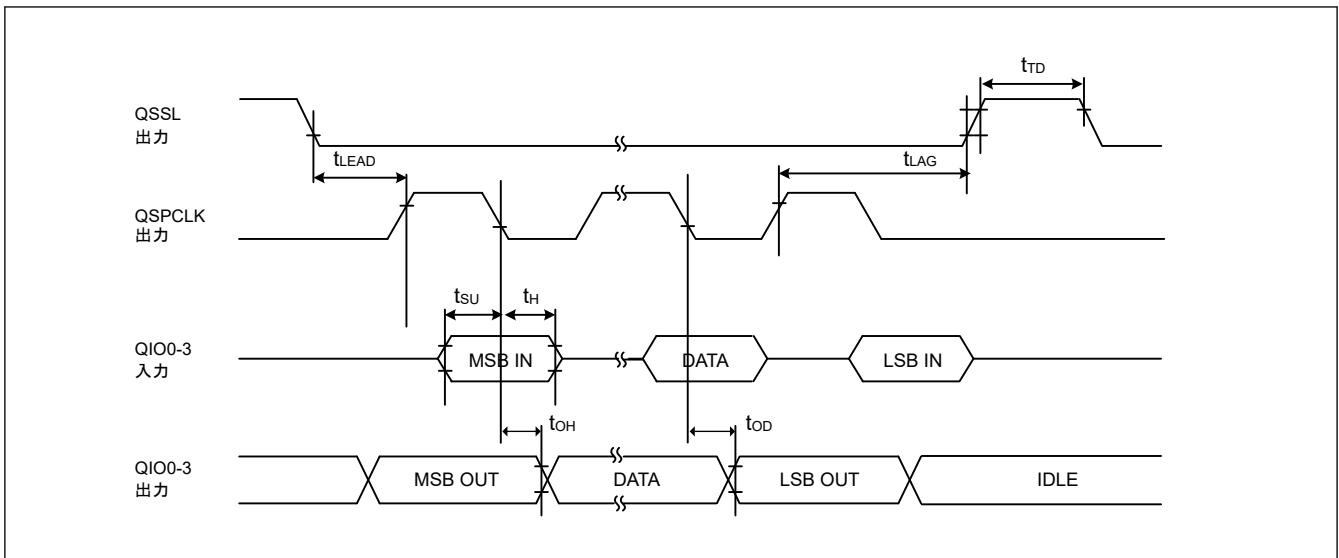 tTD
QSSL
出力
tLEAD
tLAG
QSPCLK
出力
tSU
tH
QIO0-3
入力
MSB IN
DATA
LSB IN
tOH
tOD
QIO0-3
出力
MSB OUT
DATA
LSB OUT
IDLE